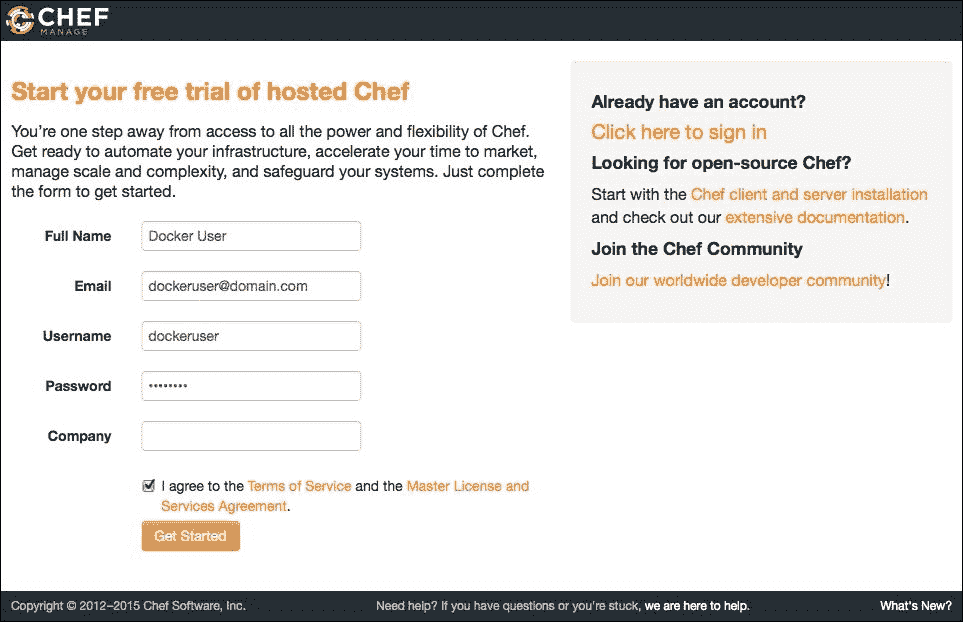 CHEF
MANAGE
Start your free trial of hosted Chef
You're one step away from access to all the power and flexibility of Chef.
Get ready to automate your infrastructure, accelerate your time to market,
manage scale and complexity, and safeguard your systems. Just complete
the form to get started.
Full Name
Docker User
Email
dockeruser@domain.com
Username
dockeruser
Password
••••••••
Company
I agree to the Terms of Service and the Master License and
Services Agreement.
Get Started
Already have an account?
Click here to sign in
Looking for open-source Chef?
Start with the Chef client and server installation
and check out our extensive documentation.
Join the Chef Community
Join our worldwide developer community!
Copyright © 2012–2015 Chef Software, Inc.
Need help? If you have questions or you're stuck, we are here to help.
What's New?